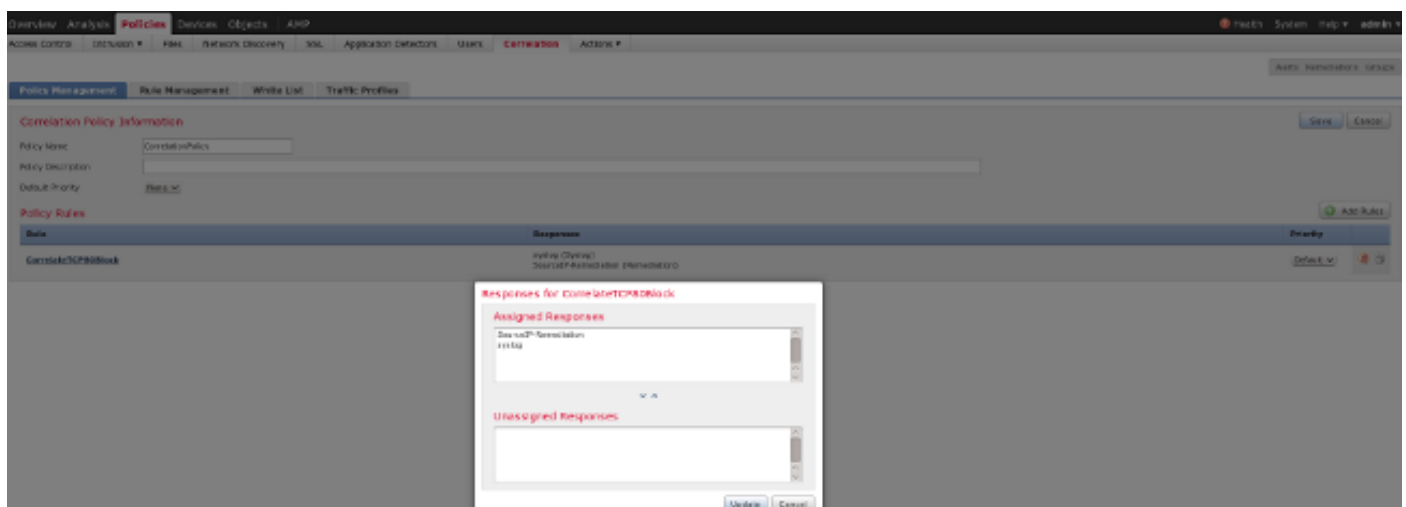 Overview Analysis Policies Devices Objects AMP Health System Help admin
Access Control Intrusion Files Network Discovery SSL Application Detectors Users Correlation Actions
Alerts Remediations Groups
Policy Management Rule Management White List Traffic Profiles
Correlation Policy Information Save Cancel
Policy Name CorrelationPolicy
Policy Description
Default Priority None
Policy Rules Add Rules
Rule Responses Priority
CorrelateTCP80Block syslog (Syslog) Default
SourceIP-Remediation (Remediation)
Responses for CorrelateTCP80Block
Assigned Responses
SourceIP-Remediation
syslog
Unassigned Responses
Update Cancel